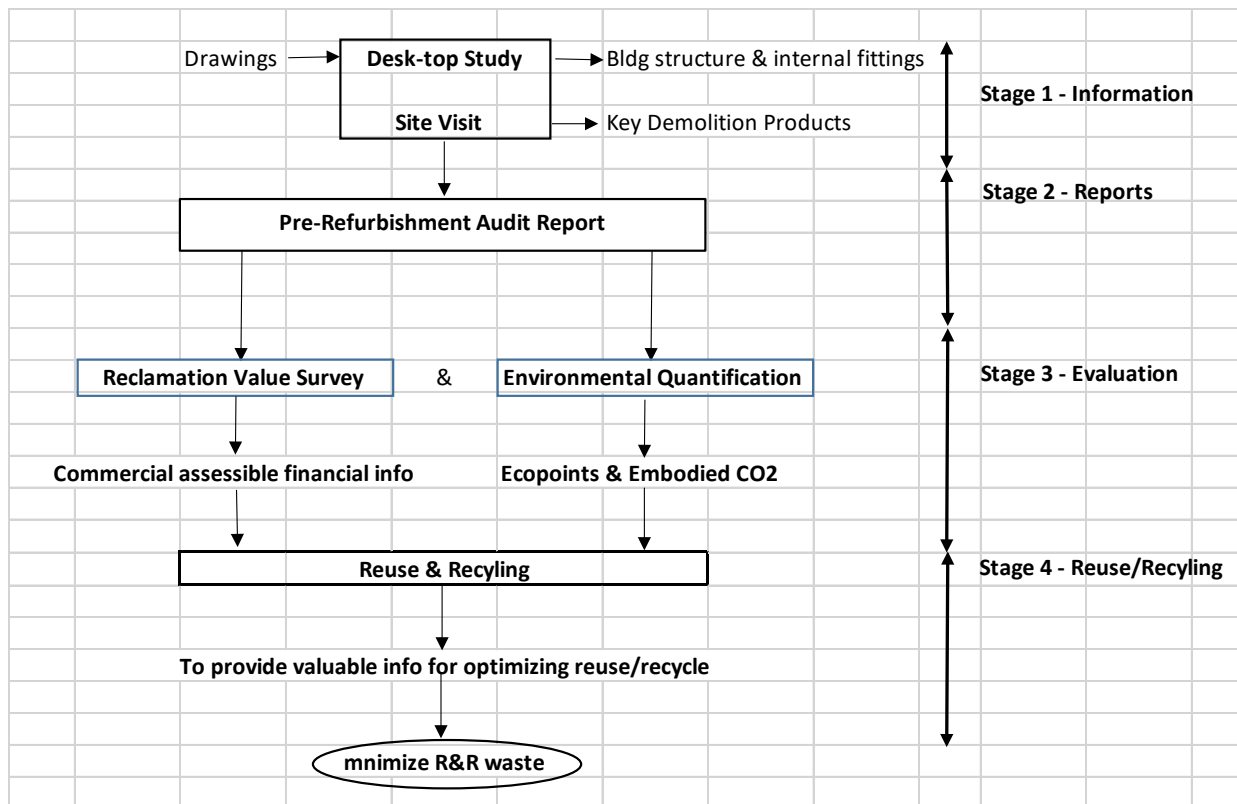 Drawings
Desk-top Study
Bldg structure & internal fittings
Stage 1 - Information
Site Visit
Key Demolition Products
Stage 2 - Reports
Pre-Refurbishment Audit Report
Reclamation Value Survey
&
Environmental Quantification
Stage 3 - Evaluation
Commercial assessible financial info
Ecopoints & Embodied CO2
Reuse & Recyling
Stage 4 - Reuse/Recyling
To provide valuable info for optimizing reuse/recycle
mnimize R&R waste